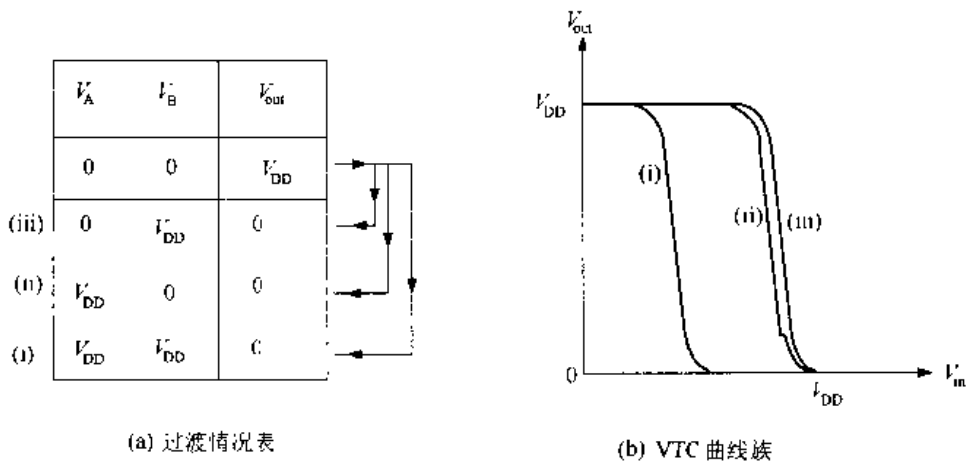 V_A V_B V_out
0 0 V_DD
(iii) 0 V_DD 0
(ii) V_DD 0 0
(i) V_DD V_DD 0
(a) 过渡情况表
V_out
V_DD
(i)
(ii)
(iii)
0
V_DD
V_in
(b) VTC 曲线族